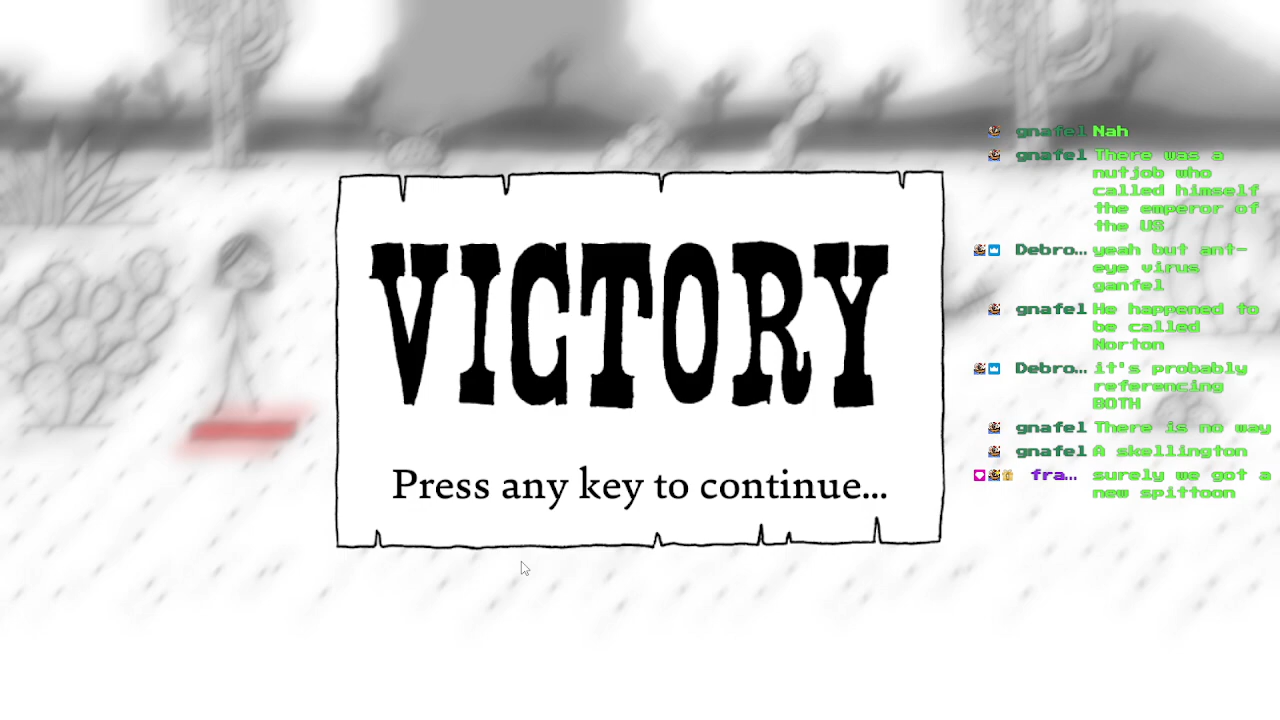 VICTORY
Press any key to continue...
gnafel Nah
gnafel There was a
nutjob who
called himself
the emperor of
the US
Debro... yeah but ant-
eye virus
ganfel
gnafel He happened to
be called
Norton
Debro... it's probably
referencing
BOTH
gnafel There is no way
gnafel A skellington
fra... surely we got a
new spittoon